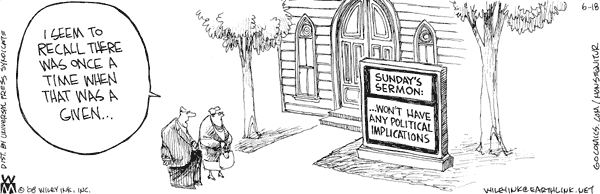 I SEEM TO
RECALL THERE
WAS ONCE A
TIME WHEN
THAT WAS A
GIVEN...
SUNDAY'S
SERMON:
...WON'T HAVE
ANY POLITICAL
IMPLICATIONS
6-18
DIST. BY UNIVERSAL PRESS SYNDICATE
GOCOMICS.COM/NONSEQUITUR
WM
©'08 WILEY INK, INC.
WILEYINK@EARTHLINK.NET